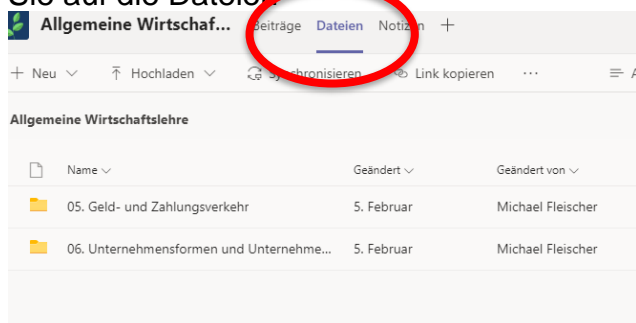 Sie auf die Dateien
Allgemeine Wirtschaf... Beiträge Dateien Notizen +
+ Neu Hochladen Synchronisieren Link kopieren ...
Allgemeine Wirtschaftslehre
Name Geändert Geändert von
05. Geld- und Zahlungsverkehr 5. Februar Michael Fleischer
06. Unternehmensformen und Unternehme... 5. Februar Michael Fleischer